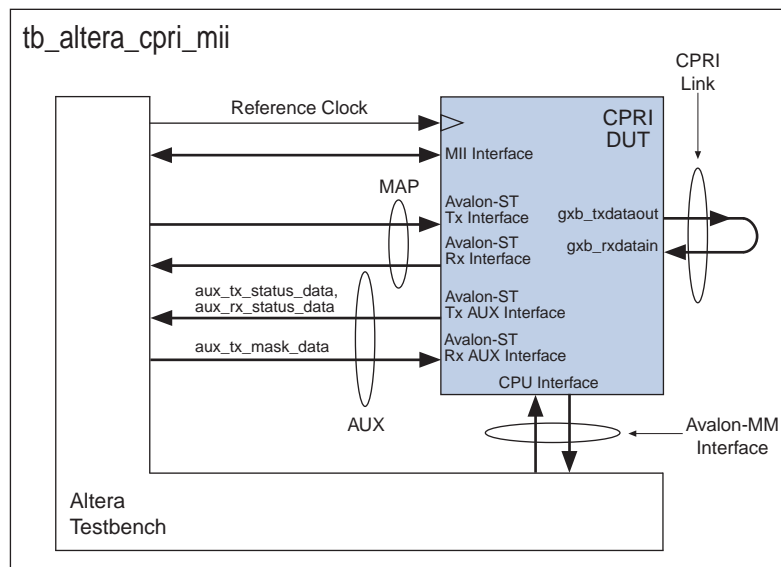 tb_altera_cpri_mii
CPRI
Link
Reference Clock
CPRI
DUT
MII Interface
MAP
Avalon-ST
Tx Interface
gxb_txdataout
Avalon-ST
Rx Interface
gxb_rxdatain
aux_tx_status_data,
aux_rx_status_data
Avalon-ST
Tx AUX Interface
aux_tx_mask_data
Avalon-ST
Rx AUX Interface
CPU Interface
AUX
Avalon-MM
Interface
Altera
Testbench